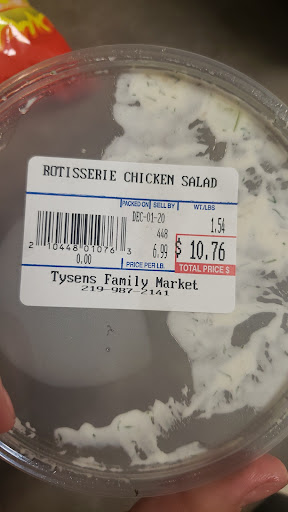 ROTISSERIE CHICKEN SALAD
PACKED ON SELL BY WT/LBS
DEC-01-20 1.54
448
2 10448 01076 3 6.99 $ 10.76
0.00 PRICE PER LB. TOTAL PRICE $
Tysens Family Market
219-987-2141